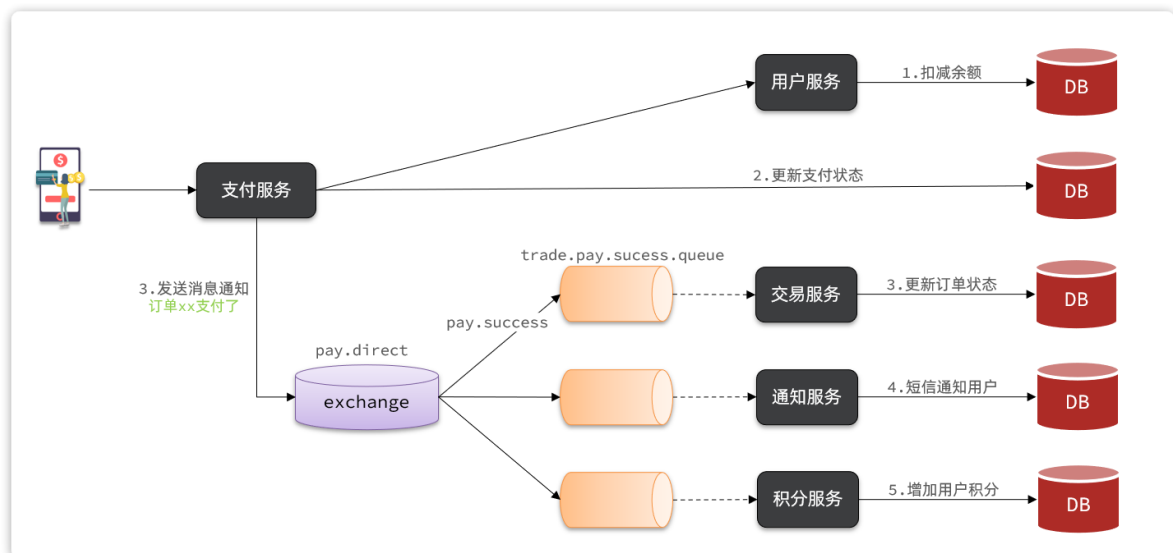 用户服务
1.扣减余额
DB
支付服务
2.更新支付状态
DB
3.发送消息通知
订单xx支付了
trade.pay.sucess.queue
交易服务
3.更新订单状态
DB
pay.success
pay.direct
exchange
通知服务
4.短信通知用户
DB
积分服务
5.增加用户积分
DB